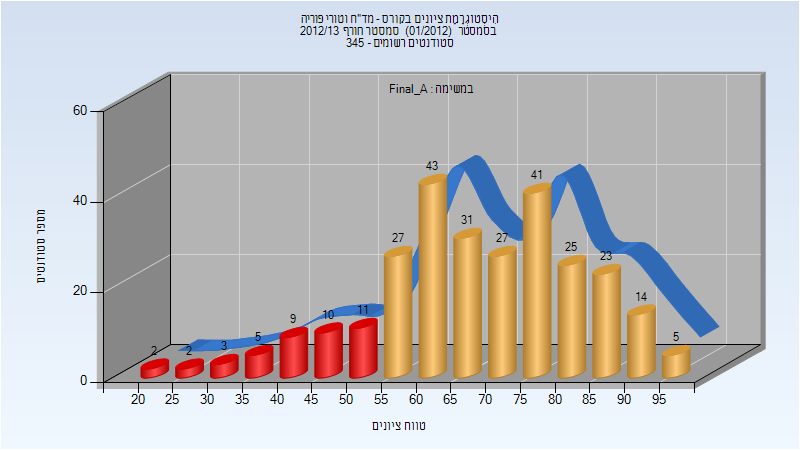 היסטוגרמת ציונים בקורס - מד"ח וטורי פוריה
בסמסטר (01/2012) סמסטר חורף 2012/13
סטודנטים רשומים - 345
במשימה : Final_A
מספר סטודנטים
60
40
20
0
2 2 3 5 9 10 11 27 43 31 27 41 25 23 14 5
20 25 30 35 40 45 50 55 60 65 70 75 80 85 90 95
טווח ציונים